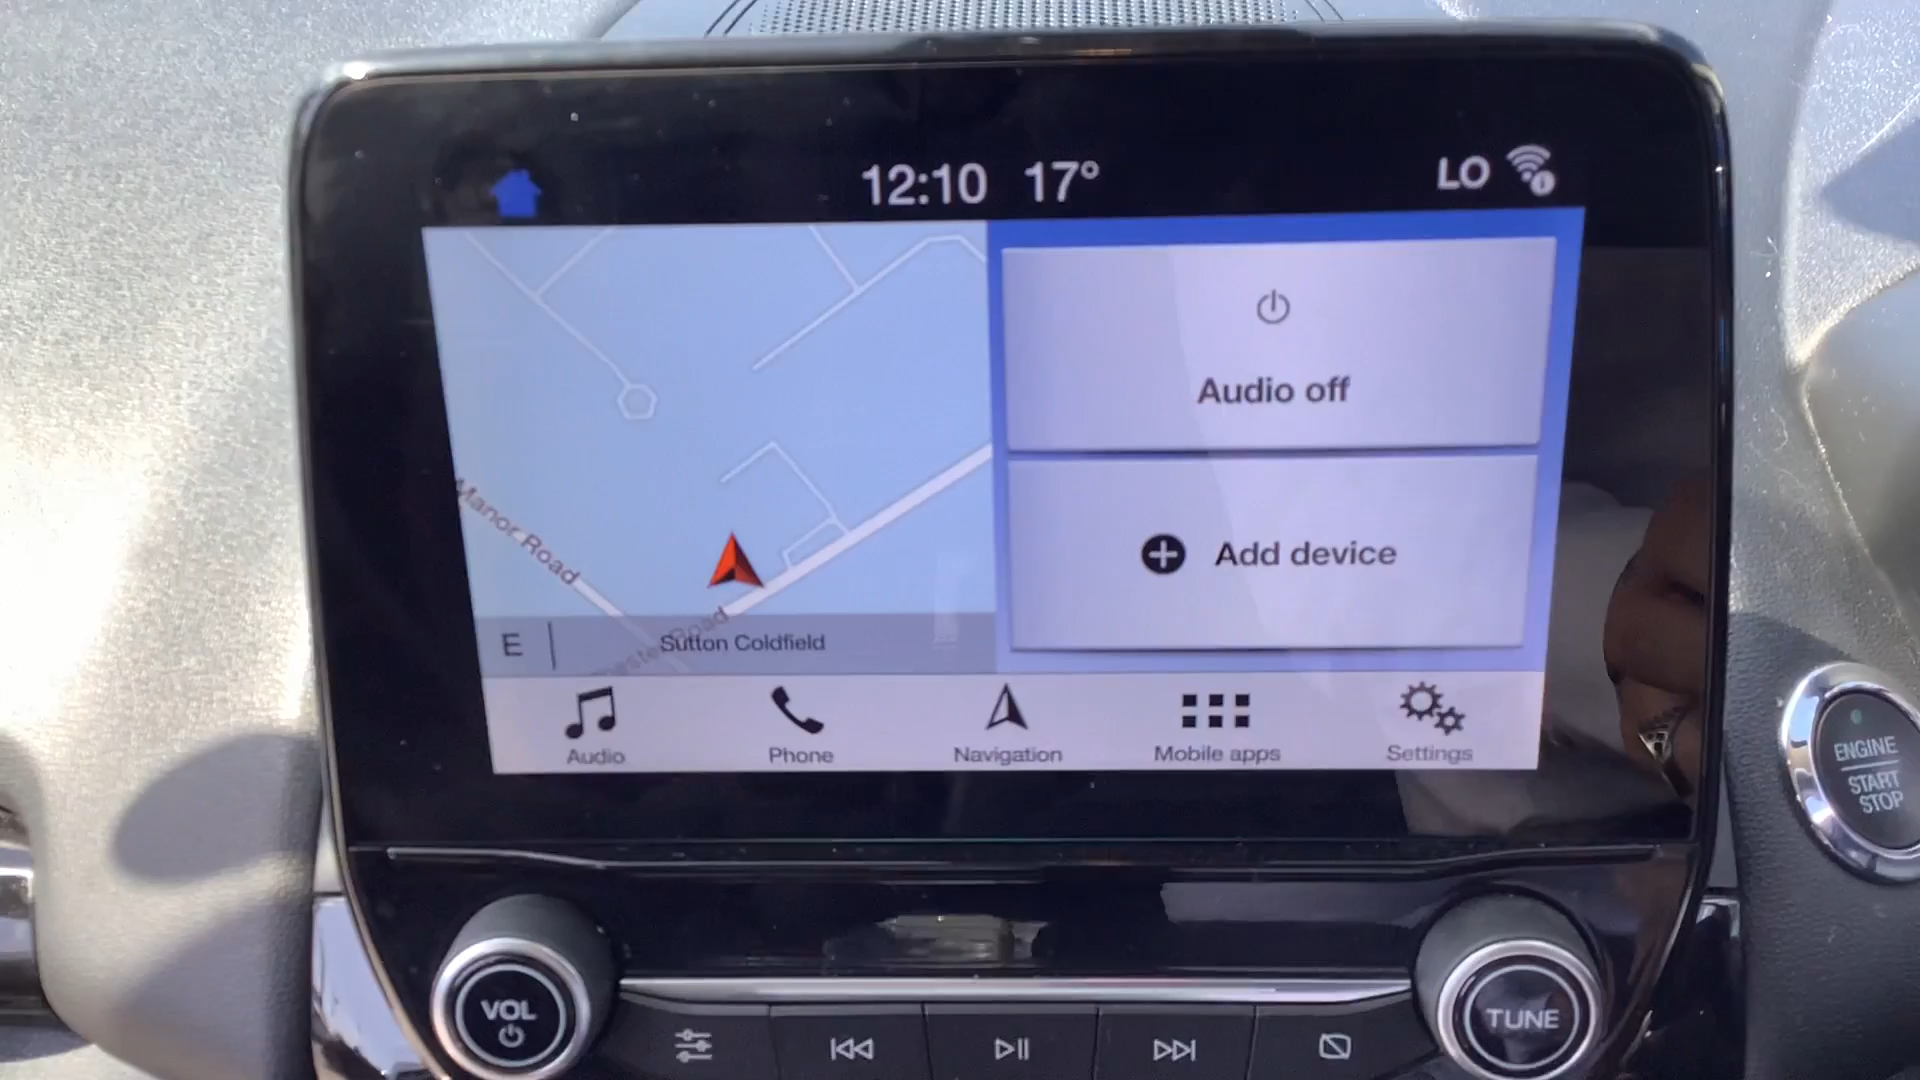 12:10 17° LO
Manor Road
Road
E Sutton Coldfield
Audio off
Add device
Audio Phone Navigation Mobile apps Settings
ENGINE
START
STOP
VOL
TUNE